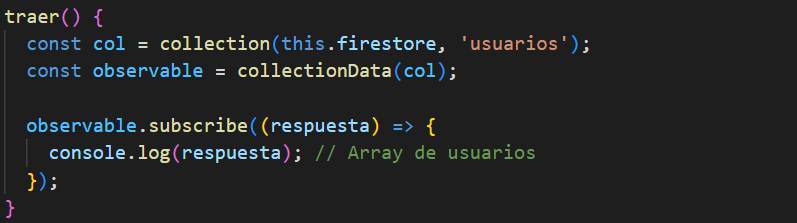 traer() {
const col = collection(this.firestore, 'usuarios');
const observable = collectionData(col);
observable.subscribe((respuesta) => {
console.log(respuesta); // Array de usuarios
});
}